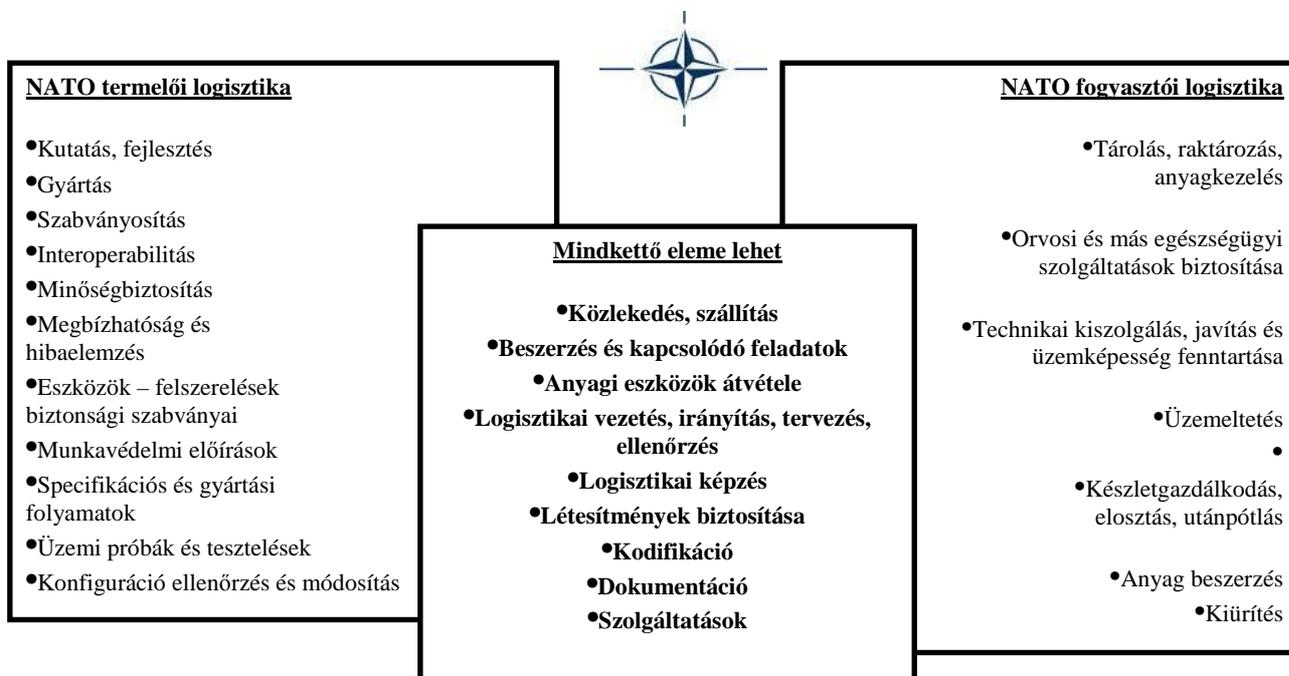 NATO termelői logisztika
•Kutatás, fejlesztés
•Gyártás
•Szabványosítás
•Interoperabilitás
•Minőségbiztosítás
•Megbízhatóság és
hibaelemzés
•Eszközök – felszerelések
biztonsági szabványai
•Munkavédelmi előírások
•Specifikációs és gyártási
folyamatok
•Üzemi próbák és tesztelések
•Konfiguráció ellenőrzés és módosítás
Mindkettő eleme lehet
•Közlekedés, szállítás
•Beszerzés és kapcsolódó feladatok
•Anyagi eszközök átvétele
•Logisztikai vezetés, irányítás, tervezés,
ellenőrzés
•Logisztikai képzés
•Létesítmények biztosítása
•Kodifikáció
•Dokumentáció
•Szolgáltatások
NATO fogyasztói logisztika
•Tárolás, raktározás,
anyagkezelés
•Orvosi és más egészségügyi
szolgáltatások biztosítása
•Technikai kiszolgálás, javítás és
üzemképesség fenntartása
•Üzemeltetés
•
•Készletgazdálkodás,
elosztás, utánpótlás
•Anyag beszerzés
•Kiürítés